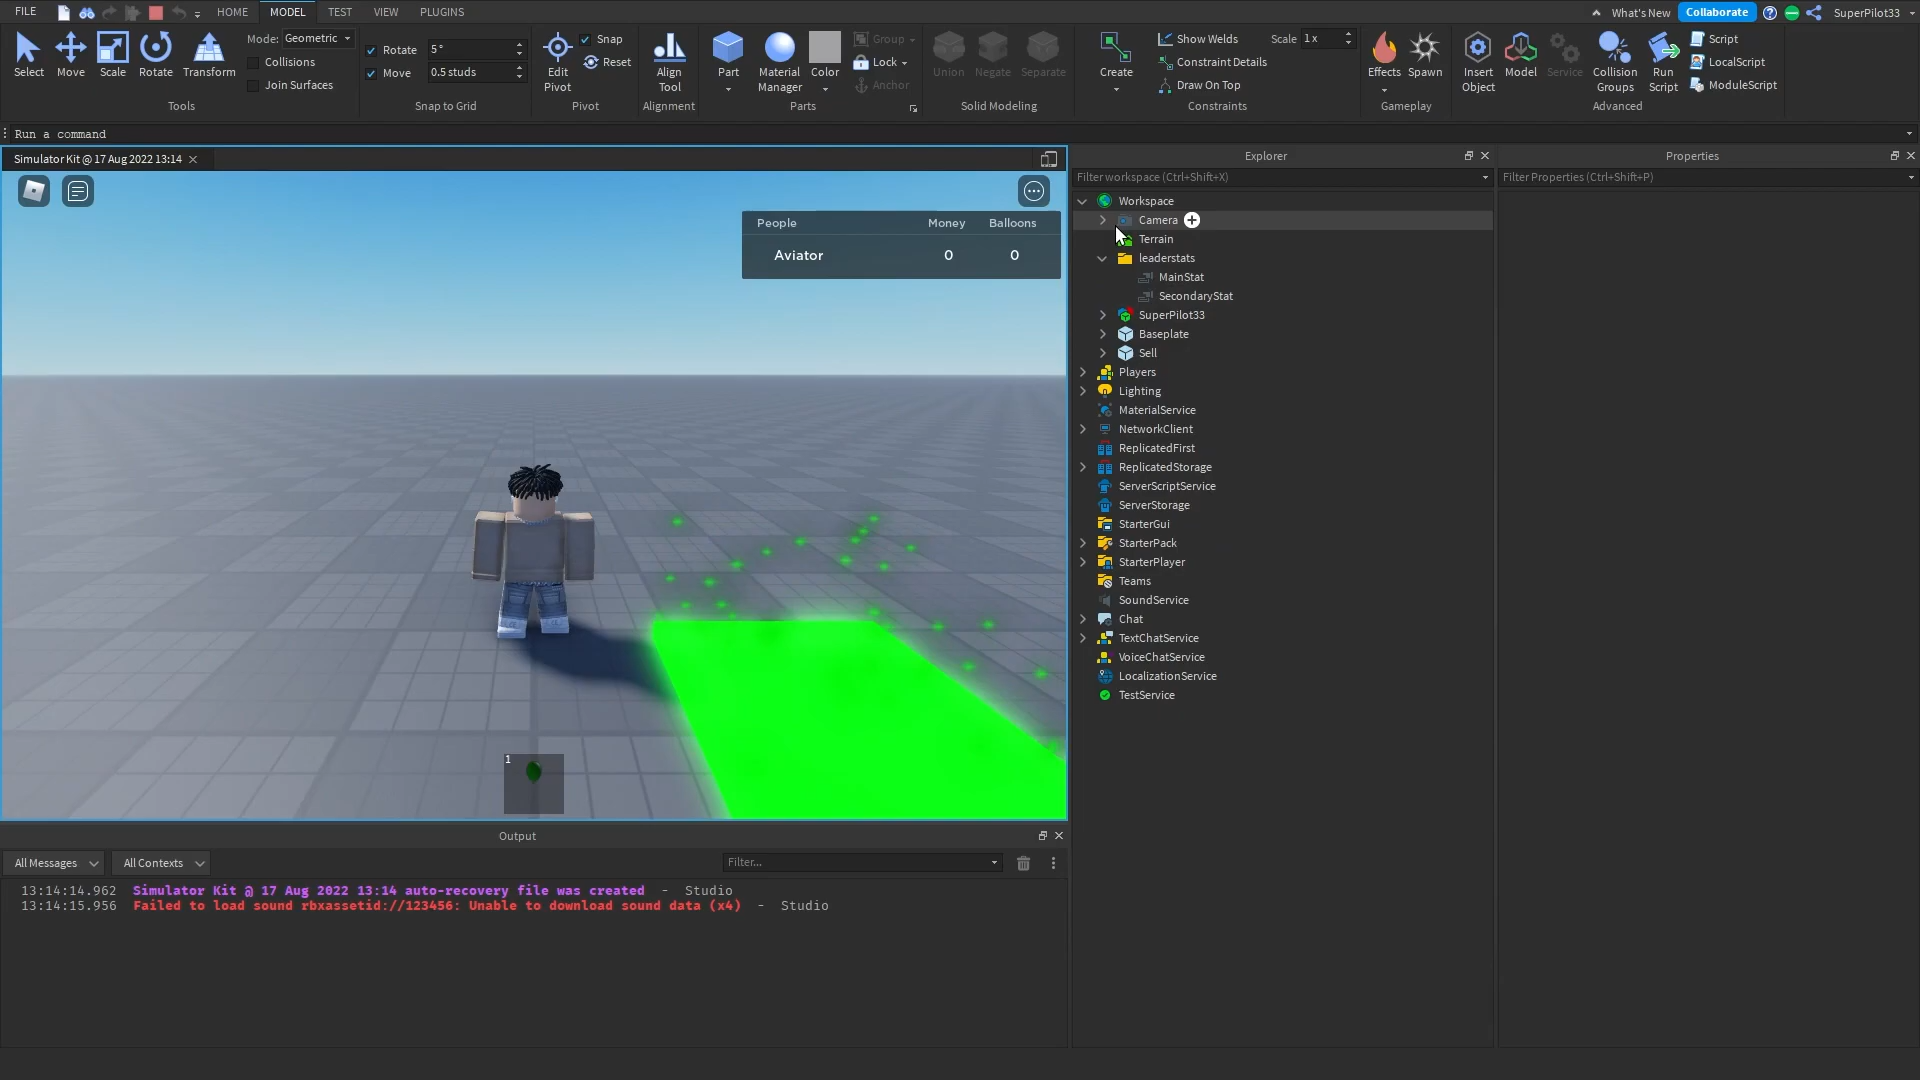 FILE HOME MODEL TEST VIEW PLUGINS What's New Collaborate SuperPilot33
Select Move Scale Rotate Transform
Mode: Geometric
Collisions
Join Surfaces
Tools
Rotate 5°
Move 0.5 studs
Snap to Grid
Edit Pivot
Snap
Reset
Pivot
Align Tool
Alignment
Part
Material Manager
Color
Group
Lock
Anchor
Parts
Union Negate Separate
Solid Modeling
Create
Show Welds Scale 1 x
Constraint Details
Draw On Top
Constraints
Effects Spawn
Gameplay
Insert Object
Model
Service
Collision Groups
Run Script
Script
LocalScript
ModuleScript
Advanced
Run a command
Simulator Kit @ 17 Aug 2022 13:14
People Money Balloons
Aviator 0 0
1
Explorer
Filter workspace (Ctrl+Shift+X)
Workspace
Camera
Terrain
leaderstats
MainStat
SecondaryStat
SuperPilot33
Baseplate
Sell
Players
Lighting
MaterialService
NetworkClient
ReplicatedFirst
ReplicatedStorage
ServerScriptService
ServerStorage
StarterGui
StarterPack
StarterPlayer
Teams
SoundService
Chat
TextChatService
VoiceChatService
LocalizationService
TestService
Properties
Filter Properties (Ctrl+Shift+P)
Output
All Messages All Contexts Filter...
13:14:14.962 Simulator Kit @ 17 Aug 2022 13:14 auto-recovery file was created - Studio
13:14:15.956 Failed to load sound rbxassetid://123456: Unable to download sound data (x4) - Studio